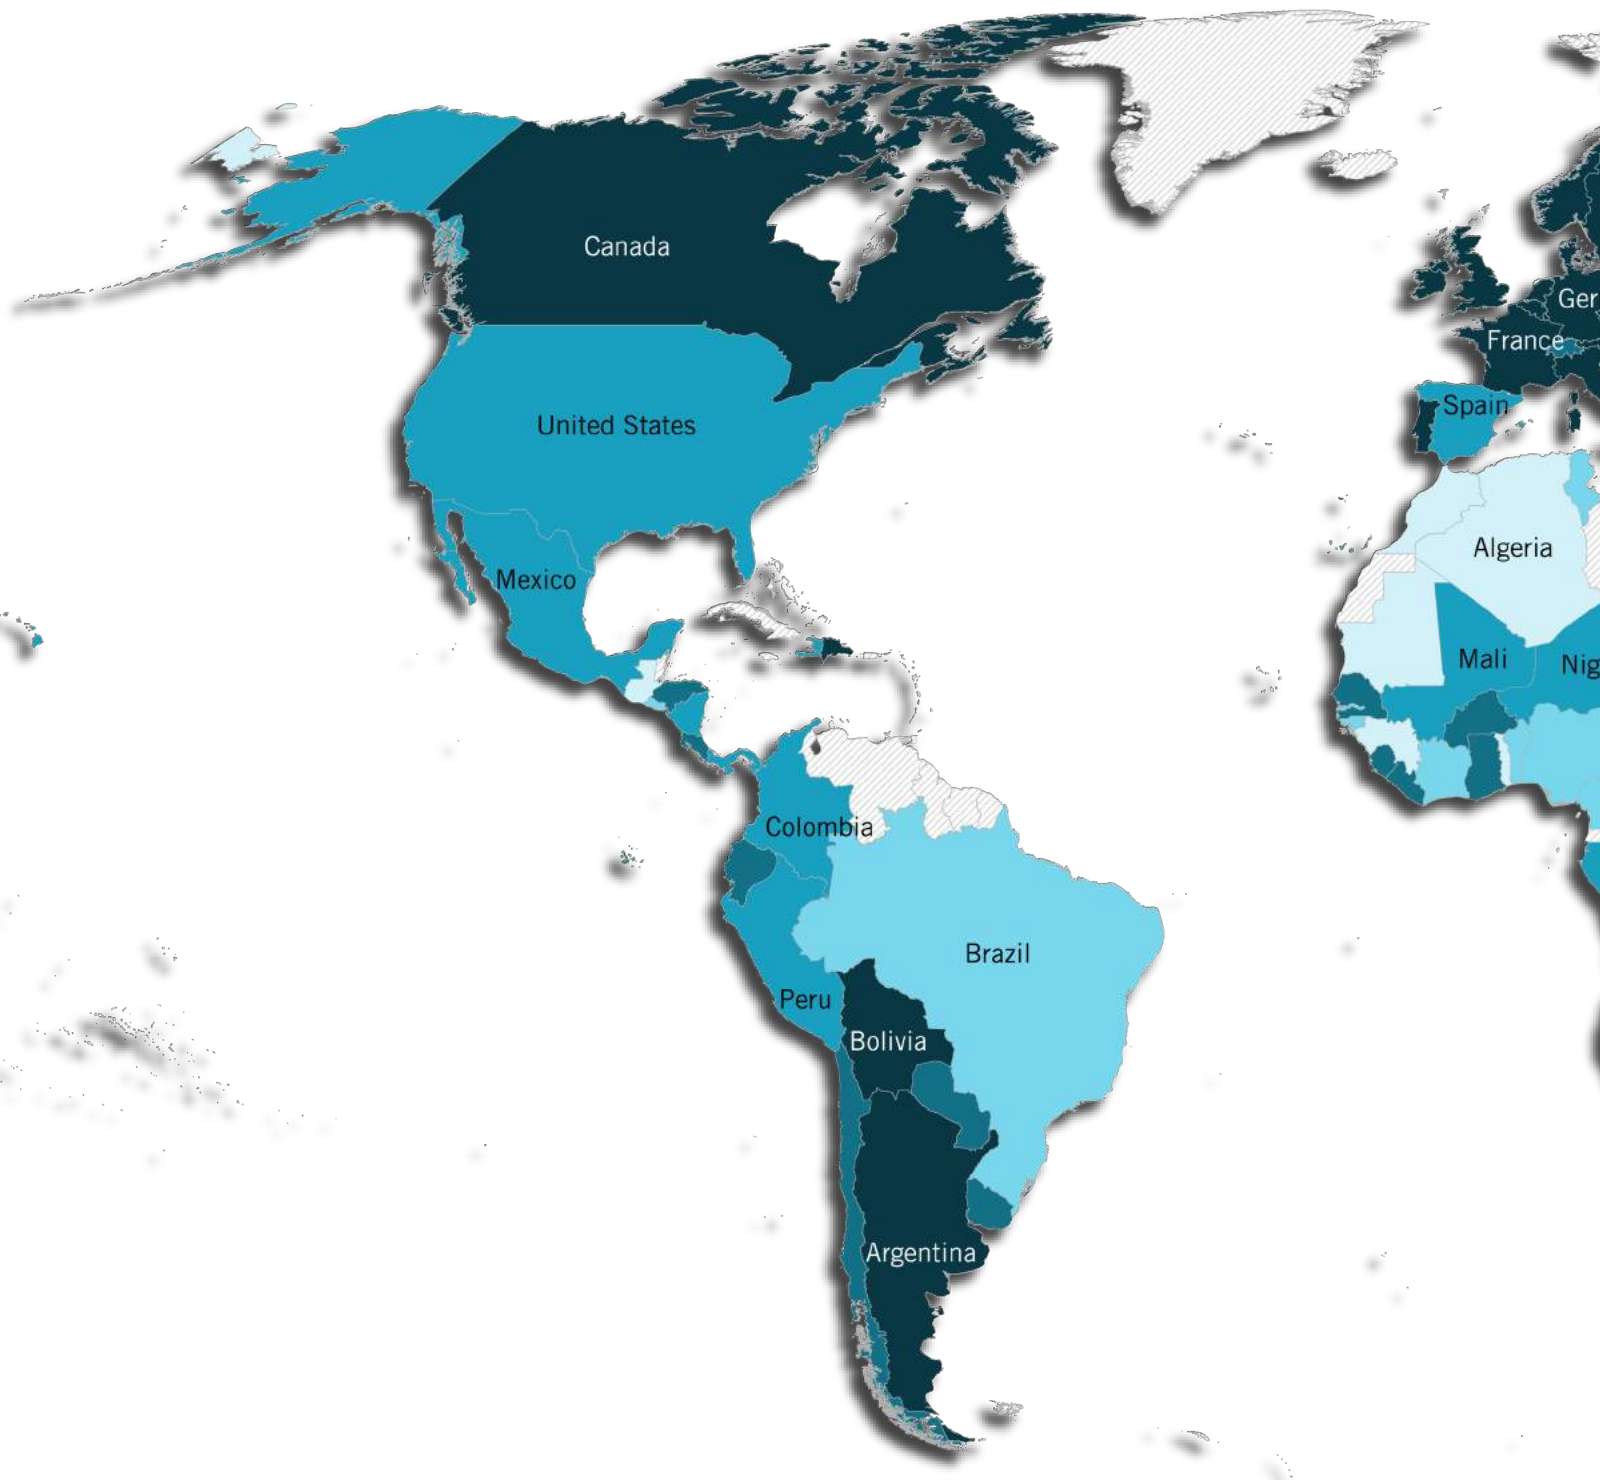 Canada
Ger
France
United States
Spain
Algeria
Mexico
Mali
Nig
Colombia
Brazil
Peru
Bolivia
Argentina